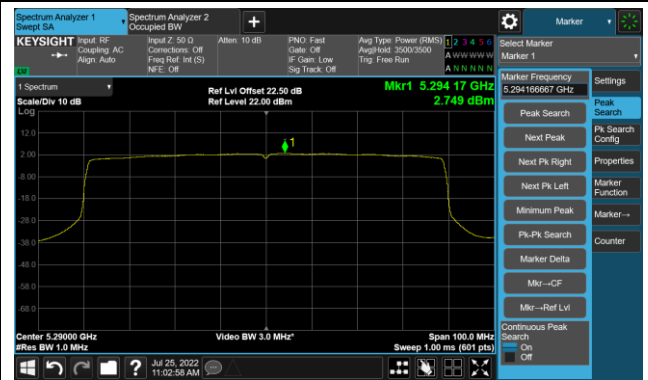 Spectrum Analyzer 1
Swept SA
Spectrum Analyzer 2
Occupied BW
Marker
KEYSIGHT
Input: RF
Coupling: AC
Align: Auto
Input Z: 50 Ω
Corrections: Off
Freq Ref: Int (S)
NFE: Off
Atten: 10 dB
PNO: Fast
Gate: Off
IF Gain: Low
Sig Track: Off
Avg Type: Power (RMS)
Avg|Hold: 3500/3500
Trig: Free Run
1 2 3 4 5 6
A W W W W W
A N N N N N
Select Marker
Marker 1
1 Spectrum
Scale/Div 10 dB
Log
Ref Lvl Offset 22.50 dB
Ref Level 22.00 dBm
Mkr1 5.294 17 GHz
2.749 dBm
12.0
2.00
-8.00
-18.0
-28.0
-38.0
-48.0
-58.0
-68.0
1
Center 5.29000 GHz
#Res BW 1.0 MHz
Video BW 3.0 MHz*
Span 100.0 MHz
Sweep 1.00 ms (601 pts)
Marker Frequency
5.294166667 GHz
Peak Search
Next Peak
Next Pk Right
Next Pk Left
Minimum Peak
Pk-Pk Search
Marker Delta
Mkr→CF
Mkr→Ref Lvl
Continuous Peak
Search
On
Off
Settings
Peak
Search
Pk Search
Config
Properties
Marker
Function
Marker→
Counter
Jul 25, 2022
11:02:58 AM